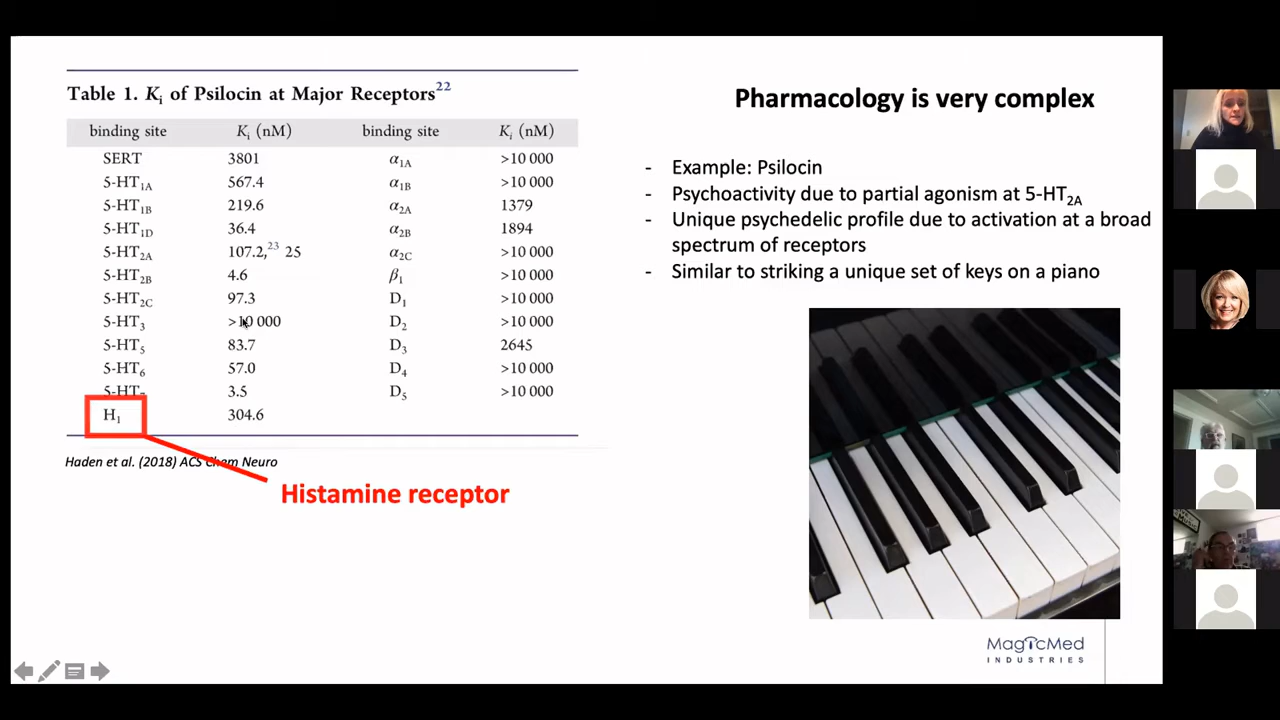 Table 1. Ki of Psilocin at Major Receptors22
binding site Ki (nM) binding site Ki (nM)
SERT 3801 α1A >10 000
5-HT1A 567.4 α1B >10 000
5-HT1B 219.6 α2A 1379
5-HT1D 36.4 α2B 1894
5-HT2A 107.2,23 25 α2C >10 000
5-HT2B 4.6 β1 >10 000
5-HT2C 97.3 D1 >10 000
5-HT3 >10 000 D2 >10 000
5-HT5 83.7 D3 2645
5-HT6 57.0 D4 >10 000
5-HT7 3.5 D5 >10 000
H1 304.6
Haden et al. (2018) ACS Chem Neuro
Histamine receptor
Pharmacology is very complex
- Example: Psilocin
- Psychoactivity due to partial agonism at 5-HT2A
- Unique psychedelic profile due to activation at a broad
spectrum of receptors
- Similar to striking a unique set of keys on a piano
MagicMed
INDUSTRIES